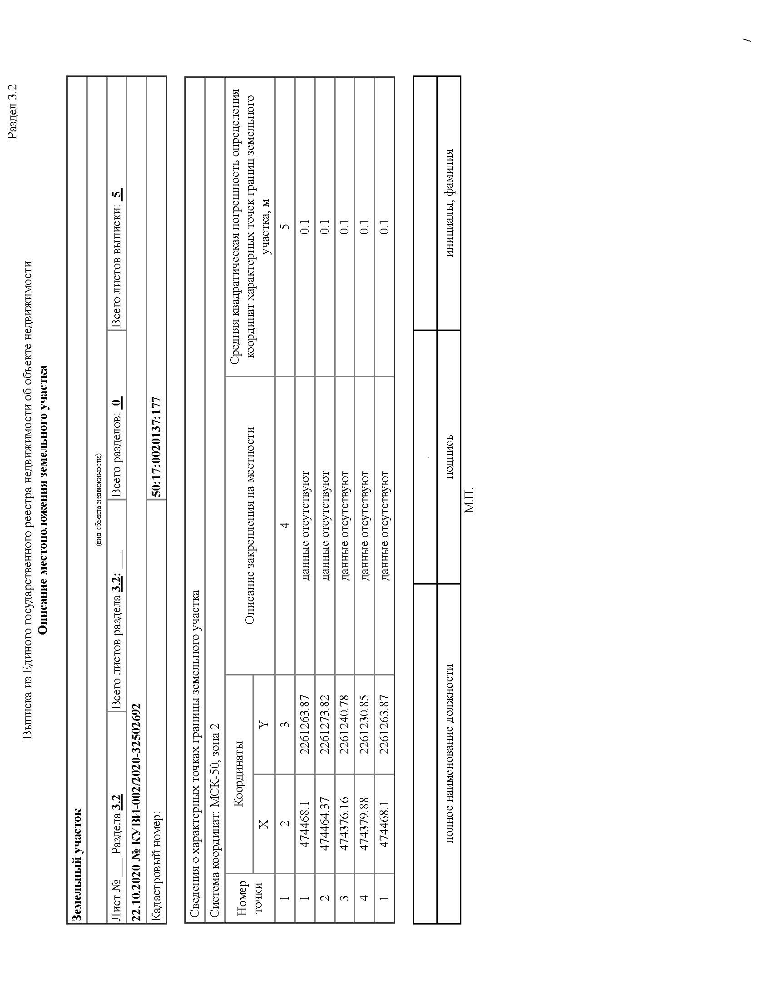 Раздел 3.2
Выписка из Единого государственного реестра недвижимости об объекте недвижимости
Описание местоположения земельного участка
Земельный участок
(вид объекта недвижимости)
Лист № ___ Раздела 3.2 Всего листов раздела 3.2: ___ Всего разделов: 0 Всего листов выписки: 5
22.10.2020 № КУВИ-002/2020-32502692
Кадастровый номер: 50:17:0020137:177
Сведения о характерных точках границы земельного участка
Система координат: МСК-50, зона 2
Номер точки
Координаты
X Y
Описание закрепления на местности
Средняя квадратическая погрешность определения
координат характерных точек границ земельного
участка, м
1 2 3 4 5
1 474468.1 2261263.87 данные отсутствуют 0.1
2 474464.37 2261273.82 данные отсутствуют 0.1
3 474376.16 2261240.78 данные отсутствуют 0.1
4 474379.88 2261230.85 данные отсутствуют 0.1
1 474468.1 2261263.87 данные отсутствуют 0.1
полное наименование должности подпись инициалы, фамилия
М.П.